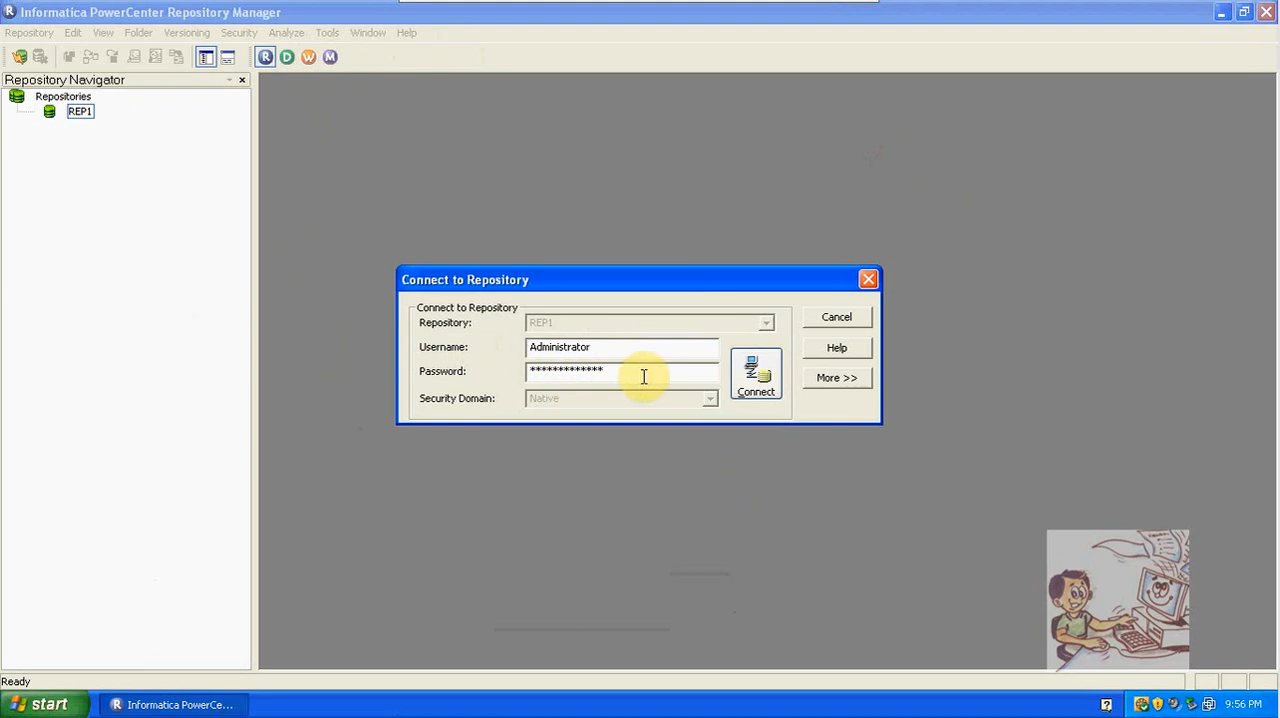 Informatica PowerCenter Repository Manager
Repository Edit View Folder Versioning Security Analyze Tools Window Help
R D W M
Repository Navigator
Repositories
REP1
Connect to Repository
Connect to Repository
Repository: REP1
Username: Administrator
Password: *************
Security Domain: Native
Connect
Cancel
Help
More >>
Ready
start
R Informatica PowerCe...
? 9:56 PM